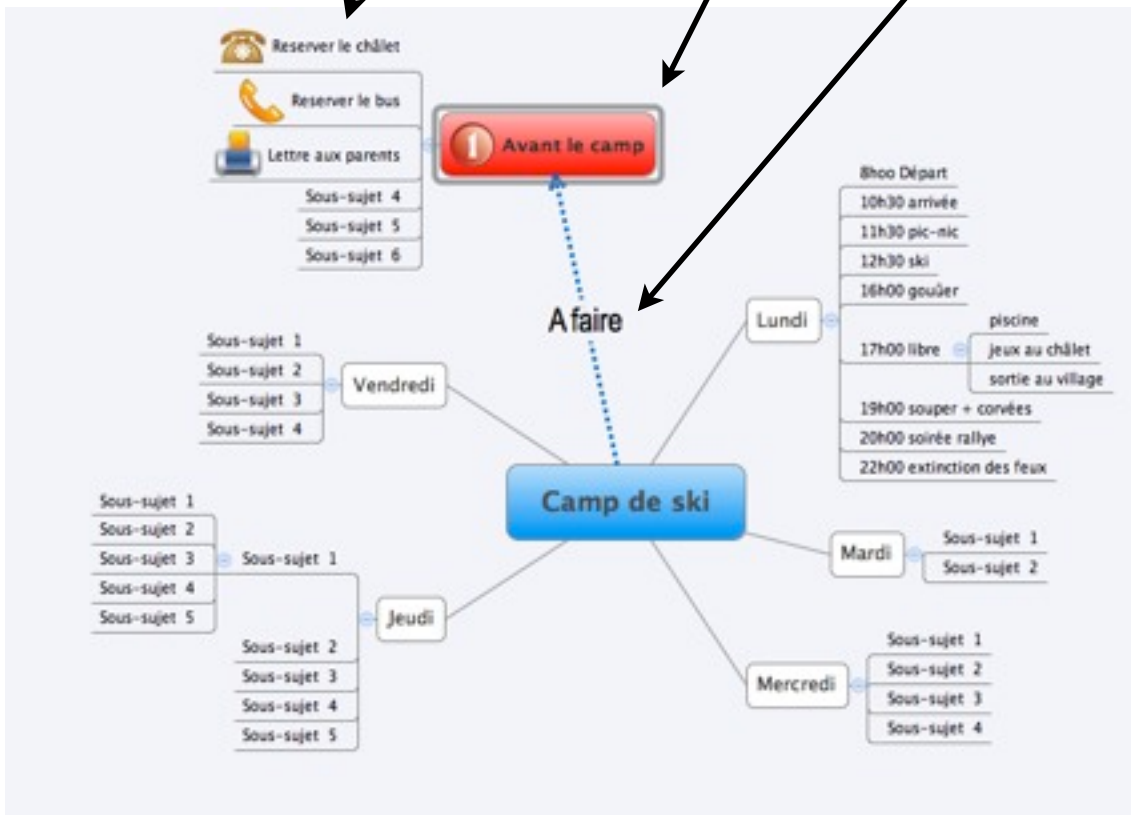 Reserver le châlet
Reserver le bus
Lettre aux parents
Sous-sujet 4
Sous-sujet 5
Sous-sujet 6
1 Avant le camp
A faire
Lundi
8hoo Départ
10h30 arrivée
11h30 pic-nic
12h30 ski
16h00 gouûer
17h00 libre
piscine
jeux au châlet
sortie au village
19h00 souper + corvées
20h00 soirée rallye
22h00 extinction des feux
Vendredi
Sous-sujet 1
Sous-sujet 2
Sous-sujet 3
Sous-sujet 4
Camp de ski
Mardi
Sous-sujet 1
Sous-sujet 2
Jeudi
Sous-sujet 1
Sous-sujet 1
Sous-sujet 2
Sous-sujet 3
Sous-sujet 4
Sous-sujet 5
Sous-sujet 2
Sous-sujet 3
Sous-sujet 4
Sous-sujet 5
Mercredi
Sous-sujet 1
Sous-sujet 2
Sous-sujet 3
Sous-sujet 4